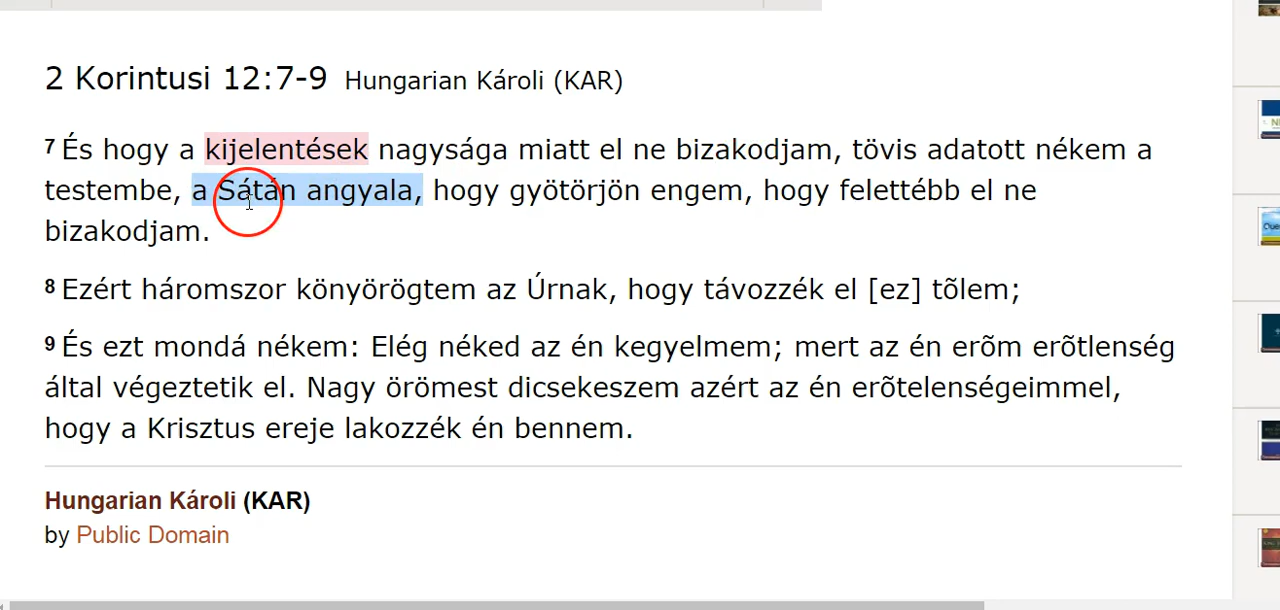 2 Korintusi 12:7-9 Hungarian Károli (KAR)
7 És hogy a kijelentések nagysága miatt el ne bizakodjam, tövis adatott nékem a
testembe, a Sátán angyala, hogy gyötörjön engem, hogy felettébb el ne
bizakodjam.
8 Ezért háromszor könyörögtem az Úrnak, hogy távozzék el [ez] tõlem;
9 És ezt mondá nékem: Elég néked az én kegyelmem; mert az én erõm erõtlenség
által végeztetik el. Nagy örömest dicsekeszem azért az én erõtelenségeimmel,
hogy a Krisztus ereje lakozzék én bennem.
Hungarian Károli (KAR)
by Public Domain